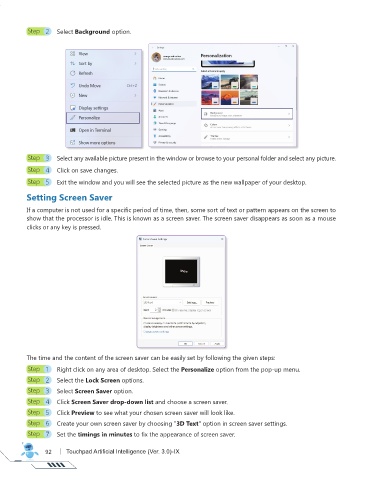 Step 2 Select Background option.
View
Sort by
Refresh
Undo Move Ctrl+Z
New
Display settings
Personalize
Open in Terminal
Show more options
Personalization
Step 3 Select any available picture present in the window or browse to your personal folder and select any picture.
Step 4 Click on save changes.
Step 5 Exit the window and you will see the selected picture as the new wallpaper of your desktop.
Setting Screen Saver
If a computer is not used for a specific period of time, then, some sort of text or pattern appears on the screen to
show that the processor is idle. This is known as a screen saver. The screen saver disappears as soon as a mouse
clicks or any key is pressed.
The time and the content of the screen saver can be easily set by following the given steps:
Step 1 Right click on any area of desktop. Select the Personalize option from the pop-up menu.
Step 2 Select the Lock Screen options.
Step 3 Select Screen Saver option.
Step 4 Click Screen Saver drop-down list and choose a screen saver.
Step 5 Click Preview to see what your chosen screen saver will look like.
Step 6 Create your own screen saver by choosing "3D Text" option in screen saver settings.
Step 7 Set the timings in minutes to fix the appearance of screen saver.
92 | Touchpad Artificial Intelligence (Ver. 3.0)-IX